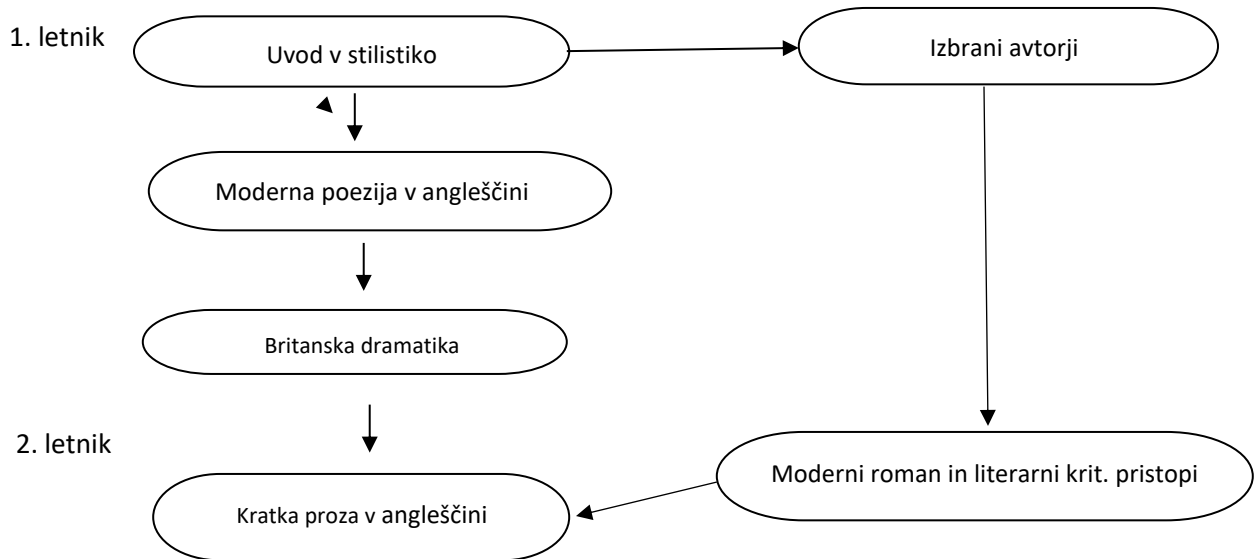 1. letnik
Uvod v stilistiko
Izbrani avtorji
Moderna poezija v angleščini
Britanska dramatika
2. letnik
Moderni roman in literarni krit. pristopi
Kratka proza v angleščini